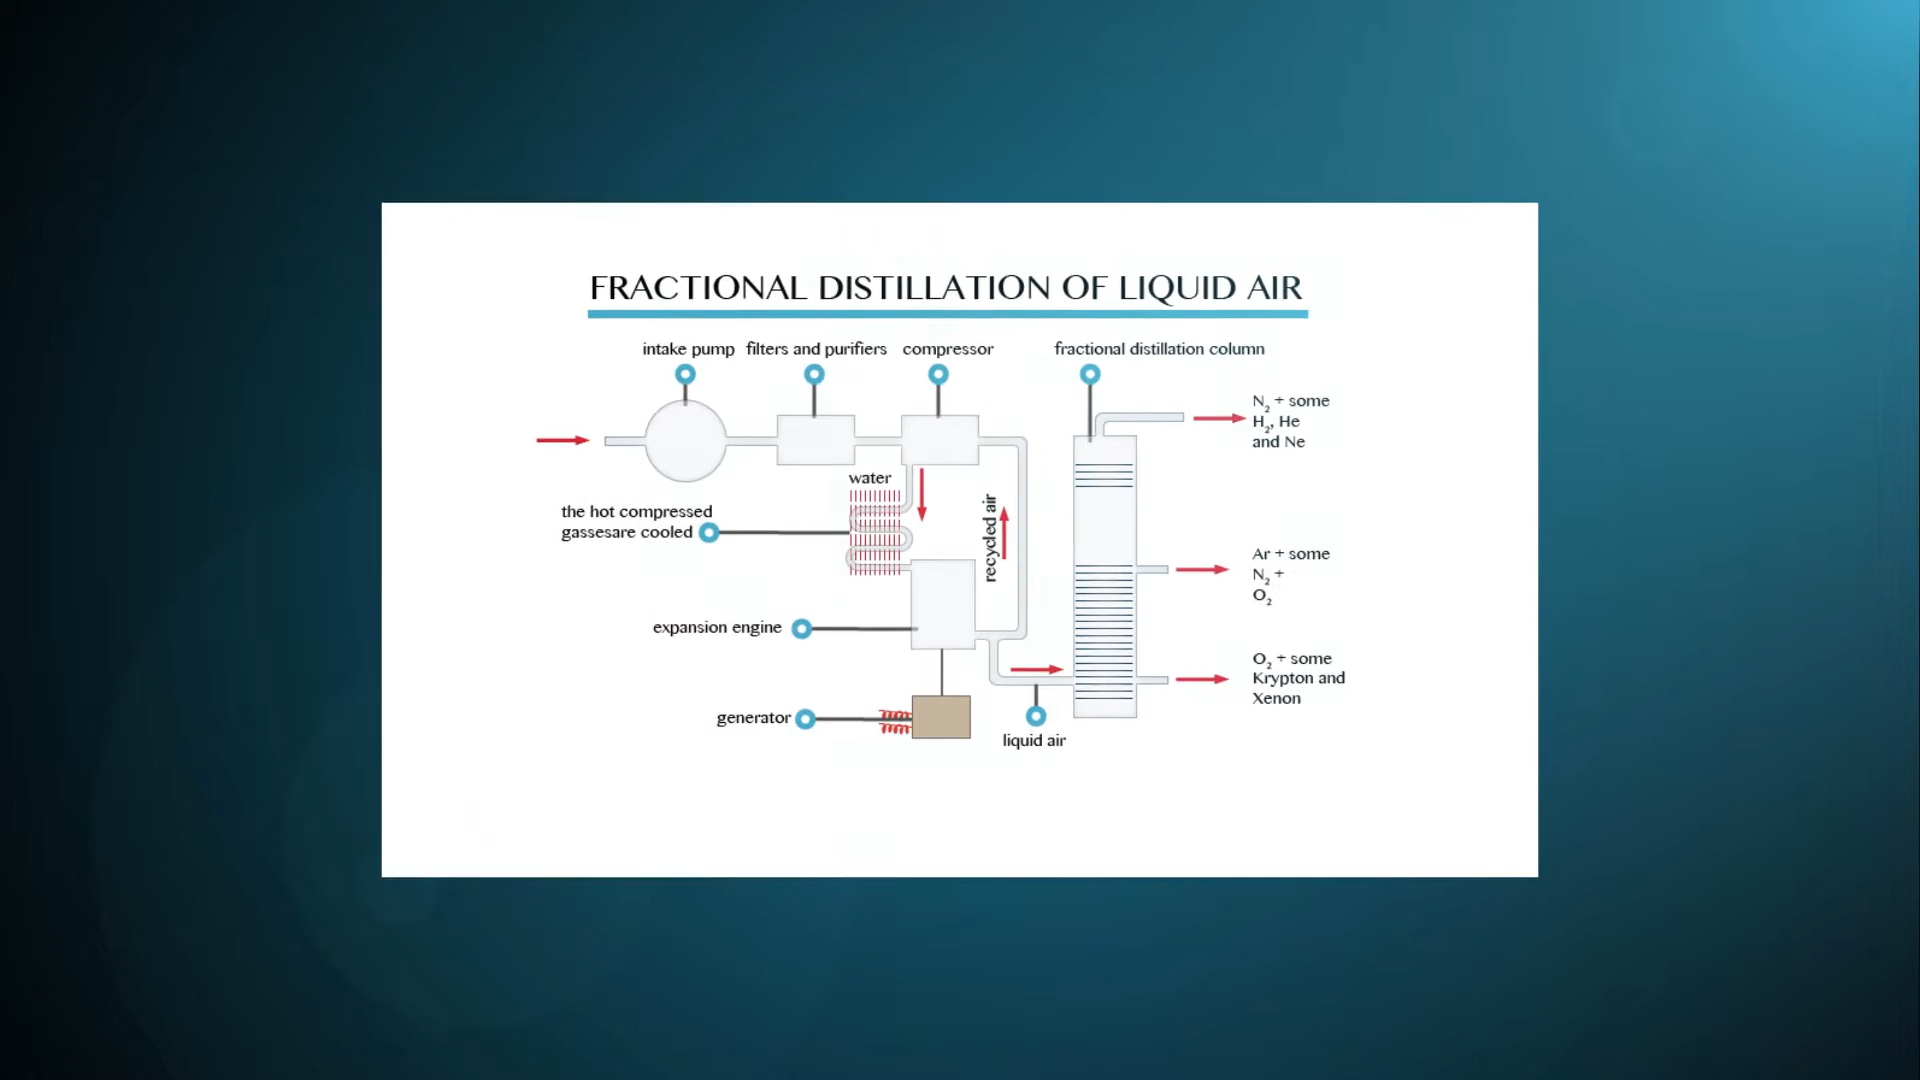 FRACTIONAL DISTILLATION OF LIQUID AIR
intake pump
filters and purifiers
compressor
fractional distillation column
N₂ + some
H₂, He
and Ne
water
the hot compressed
gassesare cooled
recycled air
Ar + some
N₂ +
O₂
expansion engine
O₂ + some
Krypton and
Xenon
generator
liquid air